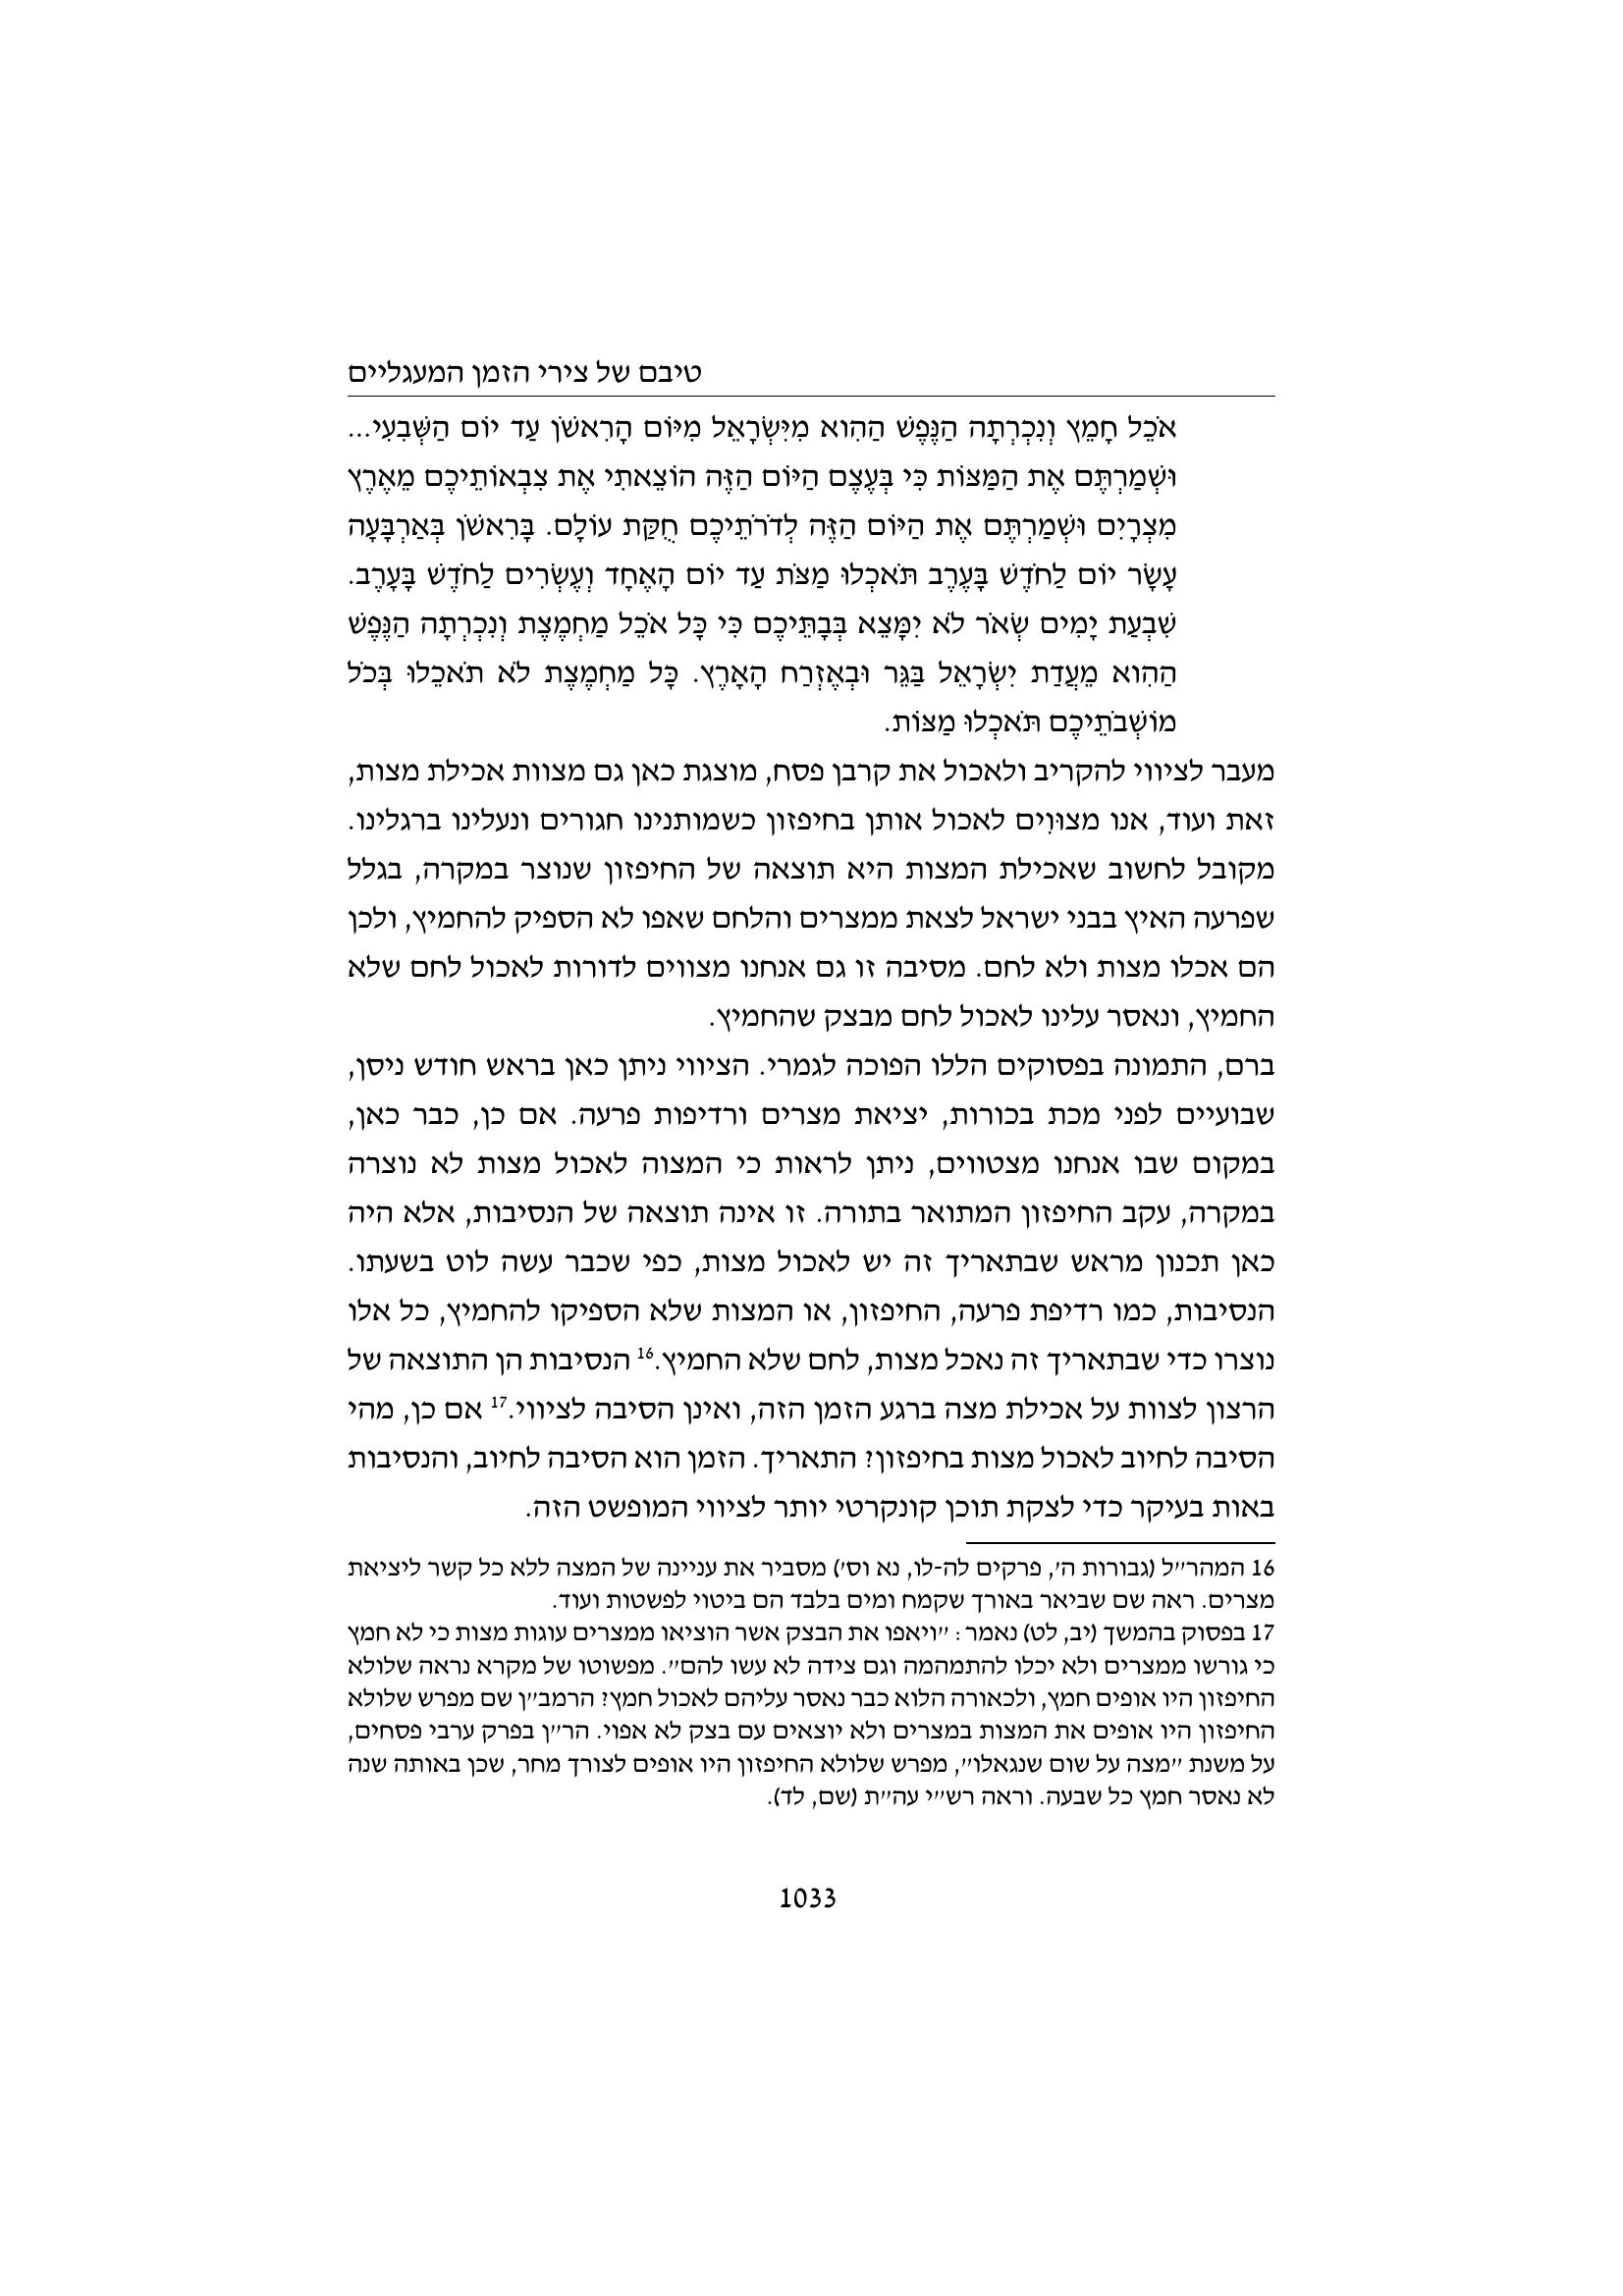 טיבם של צירי הזמן המעגליים
אֹכֵל חָמֵץ וְנִכְרְתָה הַנֶּפֶשׁ הַהִוא מִיִּשְׂרָאֵל מִיּוֹם הָרִאשֹׁן עַד יוֹם הַשְּׁבִעִי...
וּשְׁמַרְתֶּם אֶת הַמַּצּוֹת כִּי בְּעֶצֶם הַיּוֹם הַזֶּה הוֹצֵאתִי אֶת צִבְאוֹתֵיכֶם מֵאֶרֶץ
מִצְרָיִם וּשְׁמַרְתֶּם אֶת הַיּוֹם הַזֶּה לְדֹרֹתֵיכֶם חֻקַּת עוֹלָם. בָּרִאשֹׁן בְּאַרְבָּעָה
עָשָׂר יוֹם לַחֹדֶשׁ בָּעֶרֶב תֹּאכְלוּ מַצֹּת עַד יוֹם הָאֶחָד וְעֶשְׂרִים לַחֹדֶשׁ בָּעָרֶב.
שִׁבְעַת יָמִים שְׂאֹר לֹא יִמָּצֵא בְּבָתֵּיכֶם כִּי כָּל אֹכֵל מַחְמֶצֶת וְנִכְרְתָה הַנֶּפֶשׁ
הַהִוא מֵעֲדַת יִשְׂרָאֵל בַּגֵּר וּבְאֶזְרַח הָאָרֶץ. כָּל מַחְמֶצֶת לֹא תֹאכֵלוּ בְּכֹל
מוֹשְׁבֹתֵיכֶם תֹּאכְלוּ מַצּוֹת.
מעבר לציווי להקריב ולאכול את קרבן פסח, מוצגת כאן גם מצוות אכילת מצות,
זאת ועוד, אנו מצוּוִים לאכול אותן בחיפזון כשמותנינו חגורים ונעלינו ברגלינו.
מקובל לחשוב שאכילת המצות היא תוצאה של החיפזון שנוצר במקרה, בגלל
שפרעה האיץ בבני ישראל לצאת ממצרים והלחם שאפו לא הספיק להחמיץ, ולכן
הם אכלו מצות ולא לחם. מסיבה זו גם אנחנו מצווים לדורות לאכול לחם שלא
החמיץ, ונאסר עלינו לאכול לחם מבצק שהחמיץ.
ברם, התמונה בפסוקים הללו הפוכה לגמרי. הציווי ניתן כאן בראש חודש ניסן,
שבועיים לפני מכת בכורות, יציאת מצרים ורדיפות פרעה. אם כן, כבר כאן,
במקום שבו אנחנו מצטווים, ניתן לראות כי המצוה לאכול מצות לא נוצרה
במקרה, עקב החיפזון המתואר בתורה. זו אינה תוצאה של הנסיבות, אלא היה
כאן תכנון מראש שבתאריך זה יש לאכול מצות, כפי שכבר עשה לוט בשעתו.
הנסיבות, כמו רדיפת פרעה, החיפזון, או המצות שלא הספיקו להחמיץ, כל אלו
נוצרו כדי שבתאריך זה נאכל מצות, לחם שלא החמיץ.16 הנסיבות הן התוצאה של
הרצון לצוות על אכילת מצה ברגע הזמן הזה, ואינן הסיבה לציווי.17 אם כן, מהי
הסיבה לחיוב לאכול מצות בחיפזון? התאריך. הזמן הוא הסיבה לחיוב, והנסיבות
באות בעיקר כדי לצקת תוכן קונקרטי יותר לציווי המופשט הזה.
16 המהר״ל (גבורות ה׳, פרקים לה-לו, נא וס׳) מסביר את עניינה של המצה ללא כל קשר ליציאת
מצרים. ראה שם שביאר באורך שקמח ומים בלבד הם ביטוי לפשטות ועוד.
17 בפסוק בהמשך (יב, לט) נאמר: ״ויאפו את הבצק אשר הוציאו ממצרים עוגות מצות כי לא חמץ
כי גורשו ממצרים ולא יכלו להתמהמה וגם צידה לא עשו להם״. מפשוטו של מקרא נראה שלולא
החיפזון היו אופים חמץ, ולכאורה הלוא כבר נאסר עליהם לאכול חמץ? הרמב״ן שם מפרש שלולא
החיפזון היו אופים את המצות במצרים ולא יוצאים עם בצק לא אפוי. הר״ן בפרק ערבי פסחים,
על משנת ״מצה על שום שנגאלו״, מפרש שלולא החיפזון היו אופים לצורך מחר, שכן באותה שנה
לא נאסר חמץ כל שבעה. וראה רש״י עה״ת (שם, לד).
1033